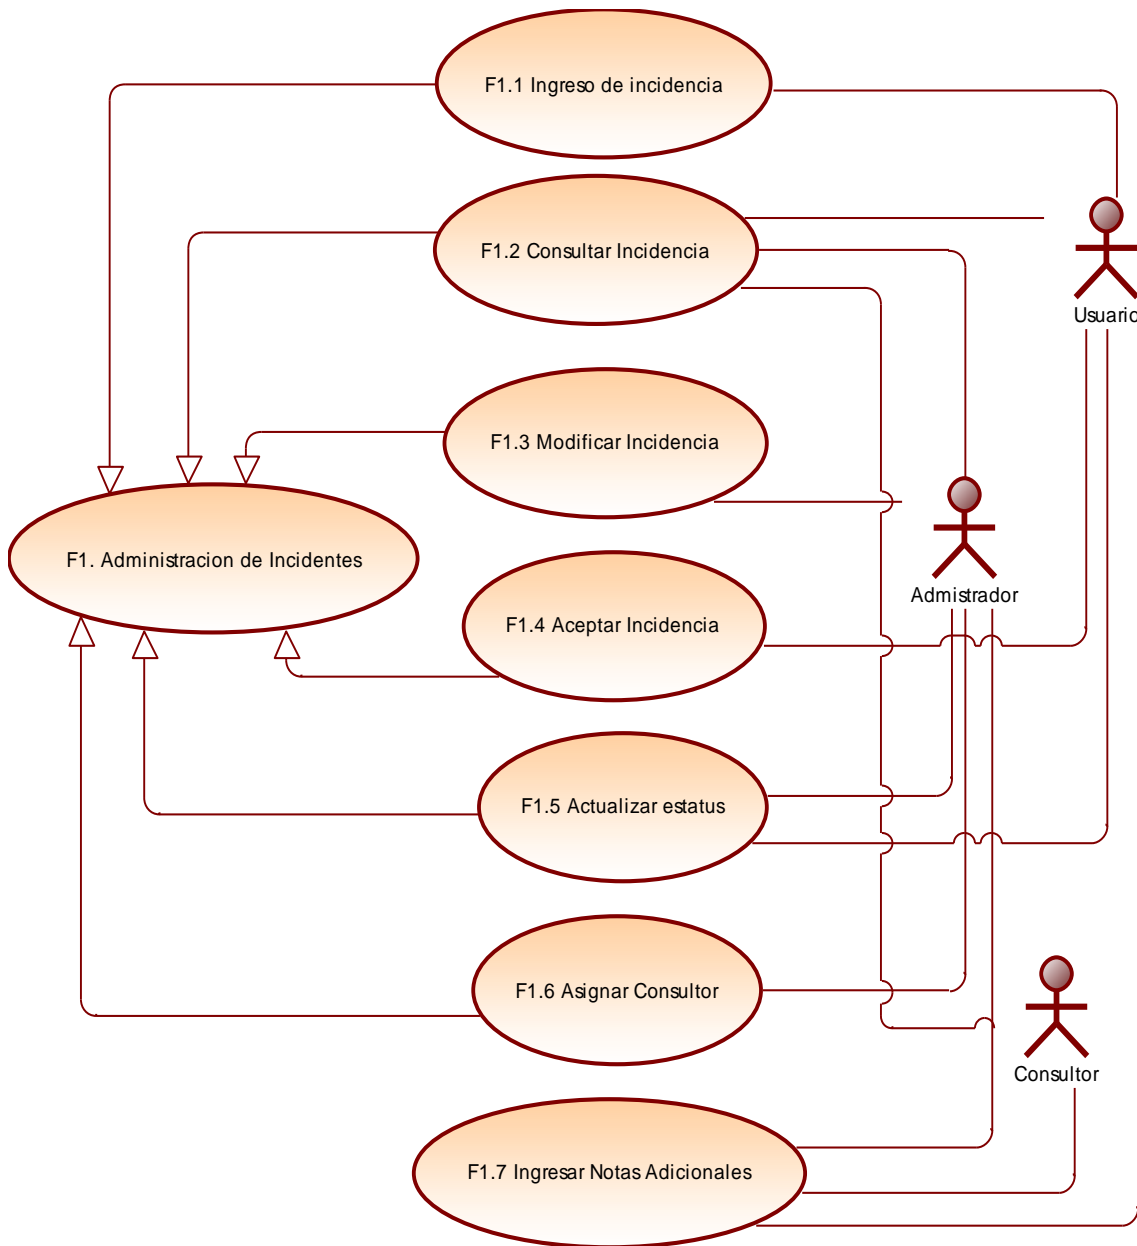 F1.1 Ingreso de incidencia
F1.2 Consultar Incidencia
Usuario
F1.3 Modificar Incidencia
F1. Administracion de Incidentes
Admistrador
F1.4 Aceptar Incidencia
F1.5 Actualizar estatus
F1.6 Asignar Consultor
Consultor
F1.7 Ingresar Notas Adicionales